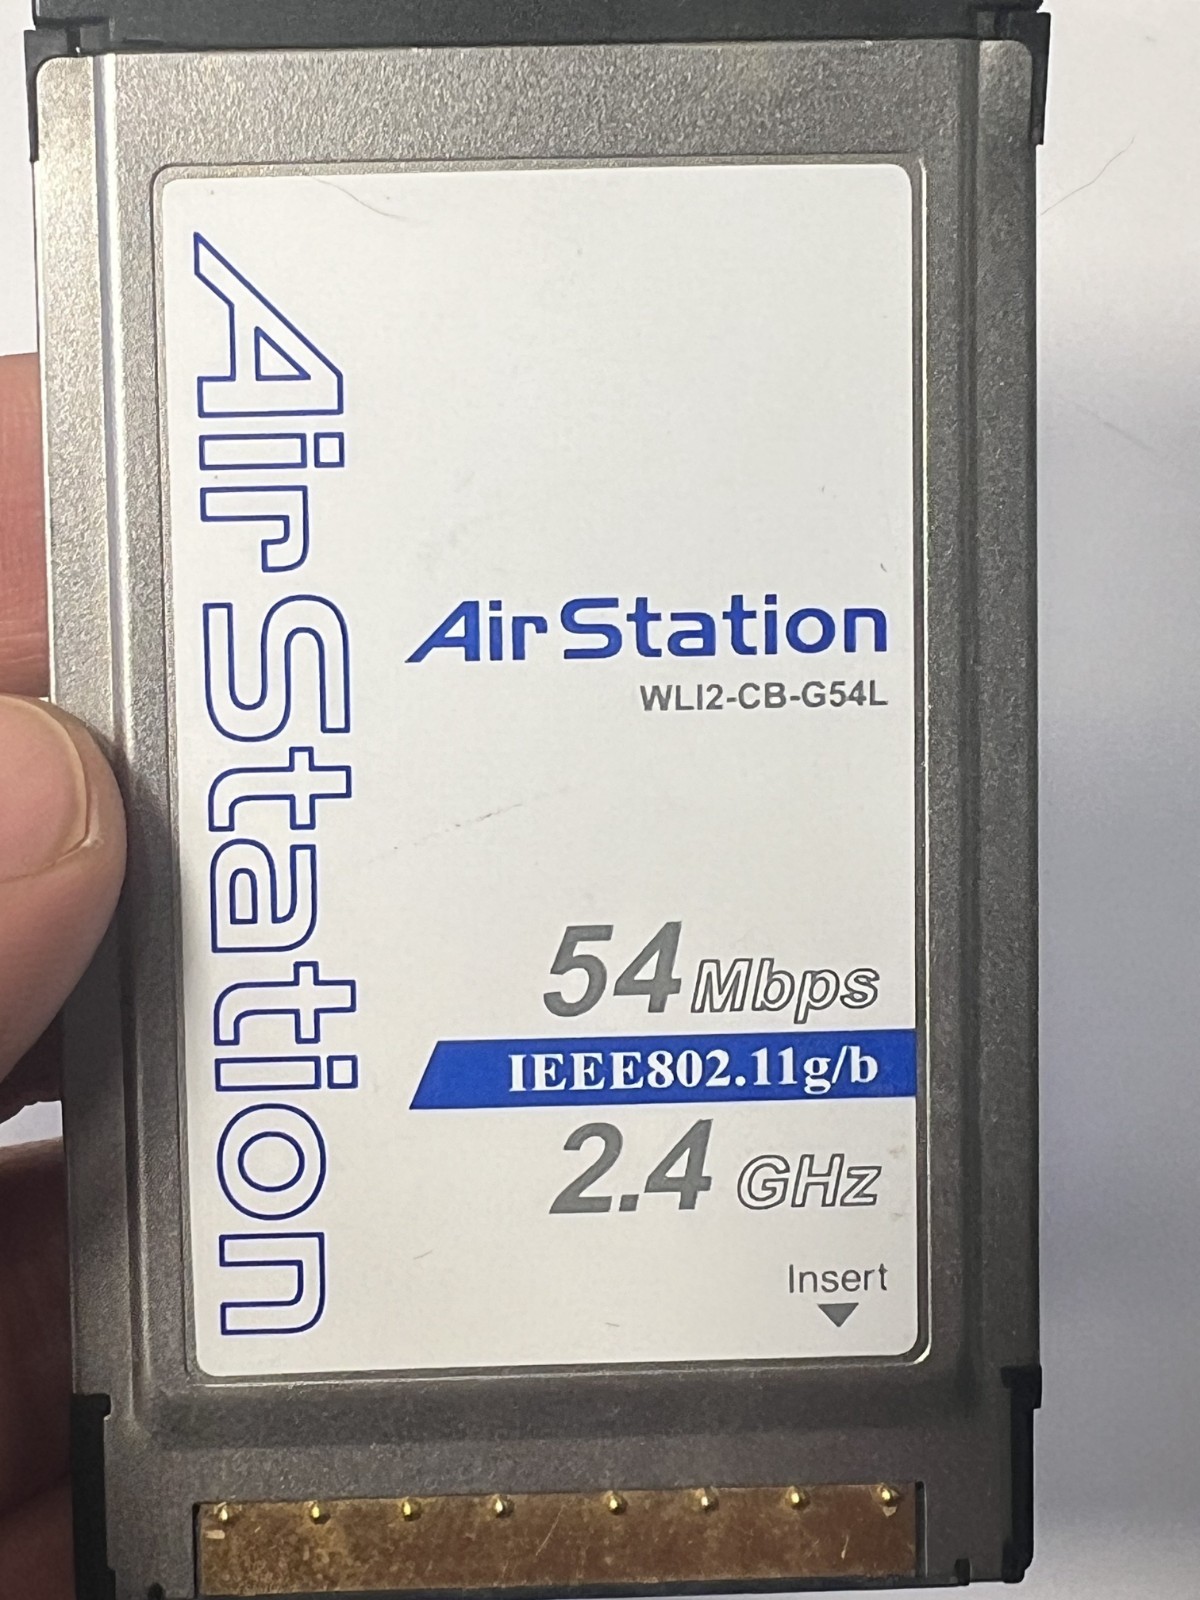 AirStation
AirStation
WLI2-CB-G54L
54 Mbps
IEEE802.11g/b
2.4 GHz
Insert